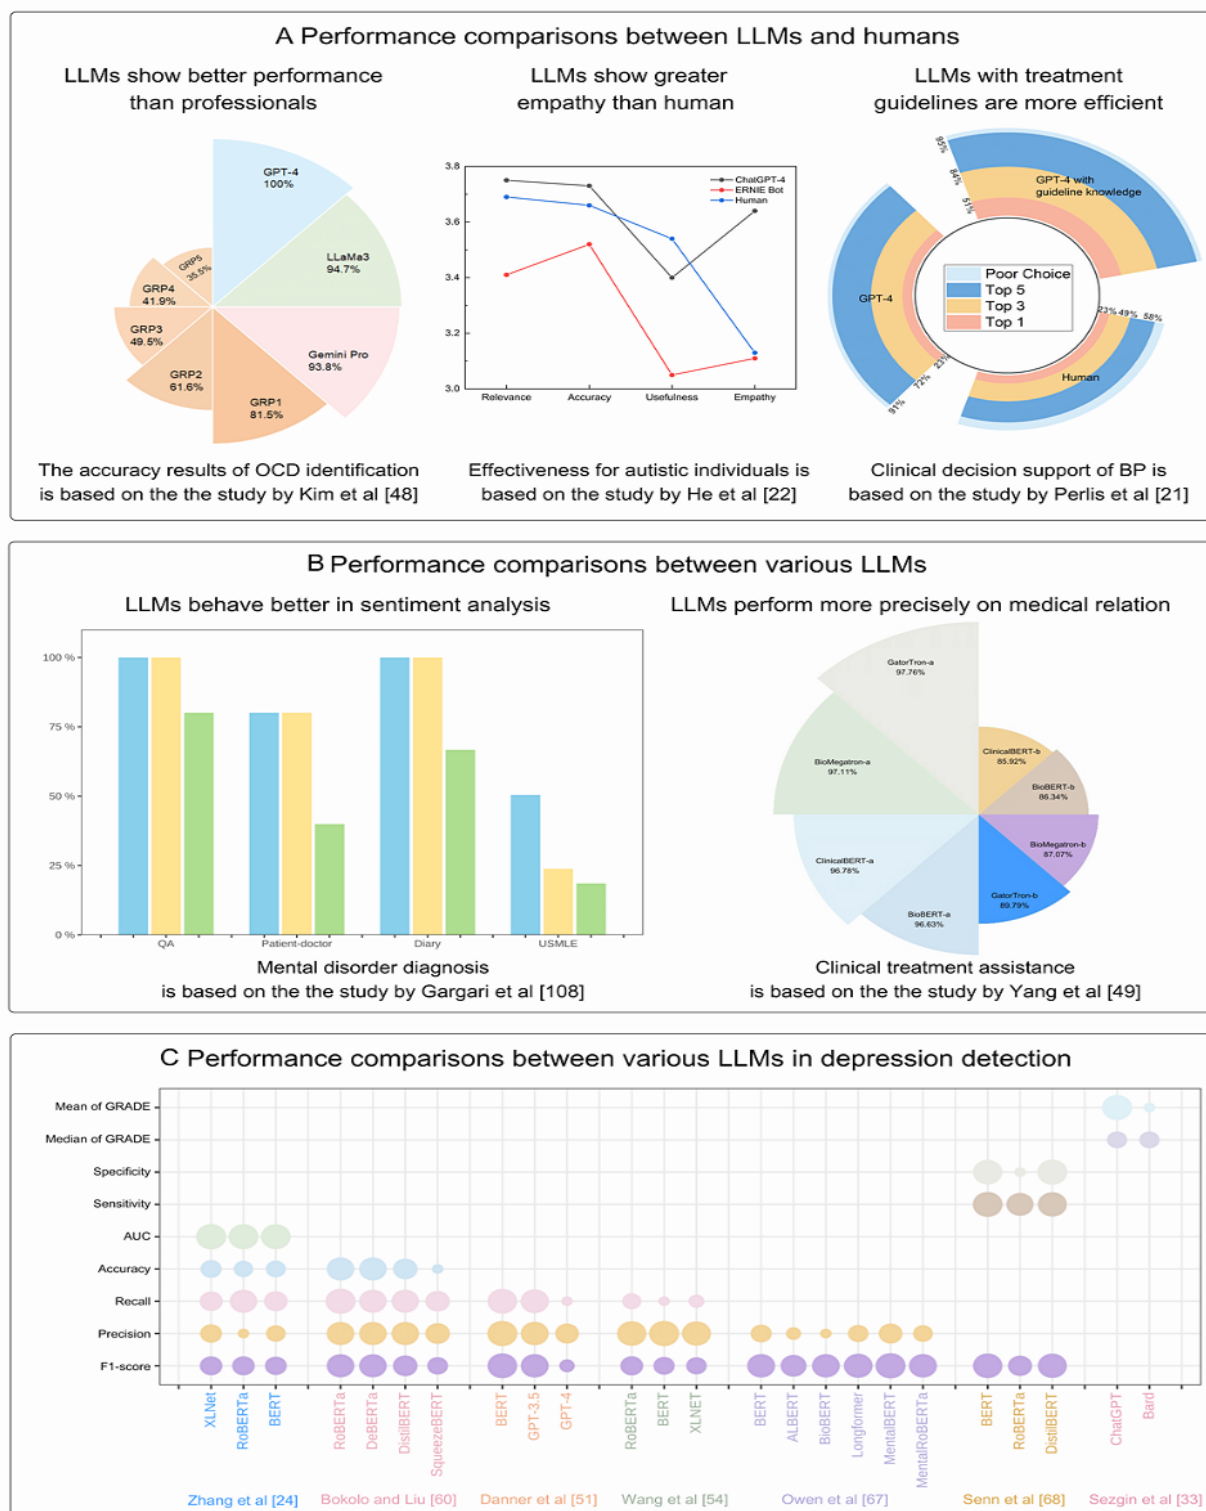 A Performance comparisons between LLMs and humans
LLMs show better performance
than professionals
GPT-4
100%
LLaMa3
94.7%
Gemini Pro
93.8%
GRP1
81.5%
GRP2
61.6%
GRP3
49.5%
GRP4
41.9%
GRP5
35.5%
The accuracy results of OCD identification
is based on the the study by Kim et al [48]
LLMs show greater
empathy than human
3.8
3.6
3.4
3.2
3.0
ChatGPT-4
ERNIE Bot
Human
Relevance
Accuracy
Usefulness
Empathy
Effectiveness for autistic individuals is
based on the study by He et al [22]
LLMs with treatment
guidelines are more efficient
95%
84%
51%
GPT-4 with
guideline knowledge
GPT-4
91%
72%
23%
Poor Choice
Top 5
Top 3
Top 1
23%
49%
58%
Human
Clinical decision support of BP is
based on the study by Perlis et al [21]
B Performance comparisons between various LLMs
LLMs behave better in sentiment analysis
100 %
75 %
50 %
25 %
0 %
QA
Patient-doctor
Diary
USMLE
Mental disorder diagnosis
is based on the the study by Gargari et al [108]
LLMs perform more precisely on medical relation
GatorTron-a
97.76%
BioMegatron-a
97.11%
ClinicalBERT-a
96.78%
BioBERT-a
96.63%
ClinicalBERT-b
85.92%
BioBERT-b
86.34%
BioMegatron-b
87.07%
GatorTron-b
89.79%
Clinical treatment assistance
is based on the the study by Yang et al [49]
C Performance comparisons between various LLMs in depression detection
Mean of GRADE
Median of GRADE
Specificity
Sensitivity
AUC
Accuracy
Recall
Precision
F1-score
XLNet
RoBERTa
BERT
RoBERTa
DeBERTa
DistilBERT
SqueezeBERT
BERT
GPT-3.5
GPT-4
RoBERTa
BERT
XLNET
BERT
ALBERT
BioBERT
Longformer
MentalBERT
MentalRoBERTa
BERT
RoBERTa
DistilBERT
ChatGPT
Bard
Zhang et al [24]
Bokolo and Liu [60]
Danner et al [51]
Wang et al [54]
Owen et al [67]
Senn et al [68]
Sezgin et al [33]